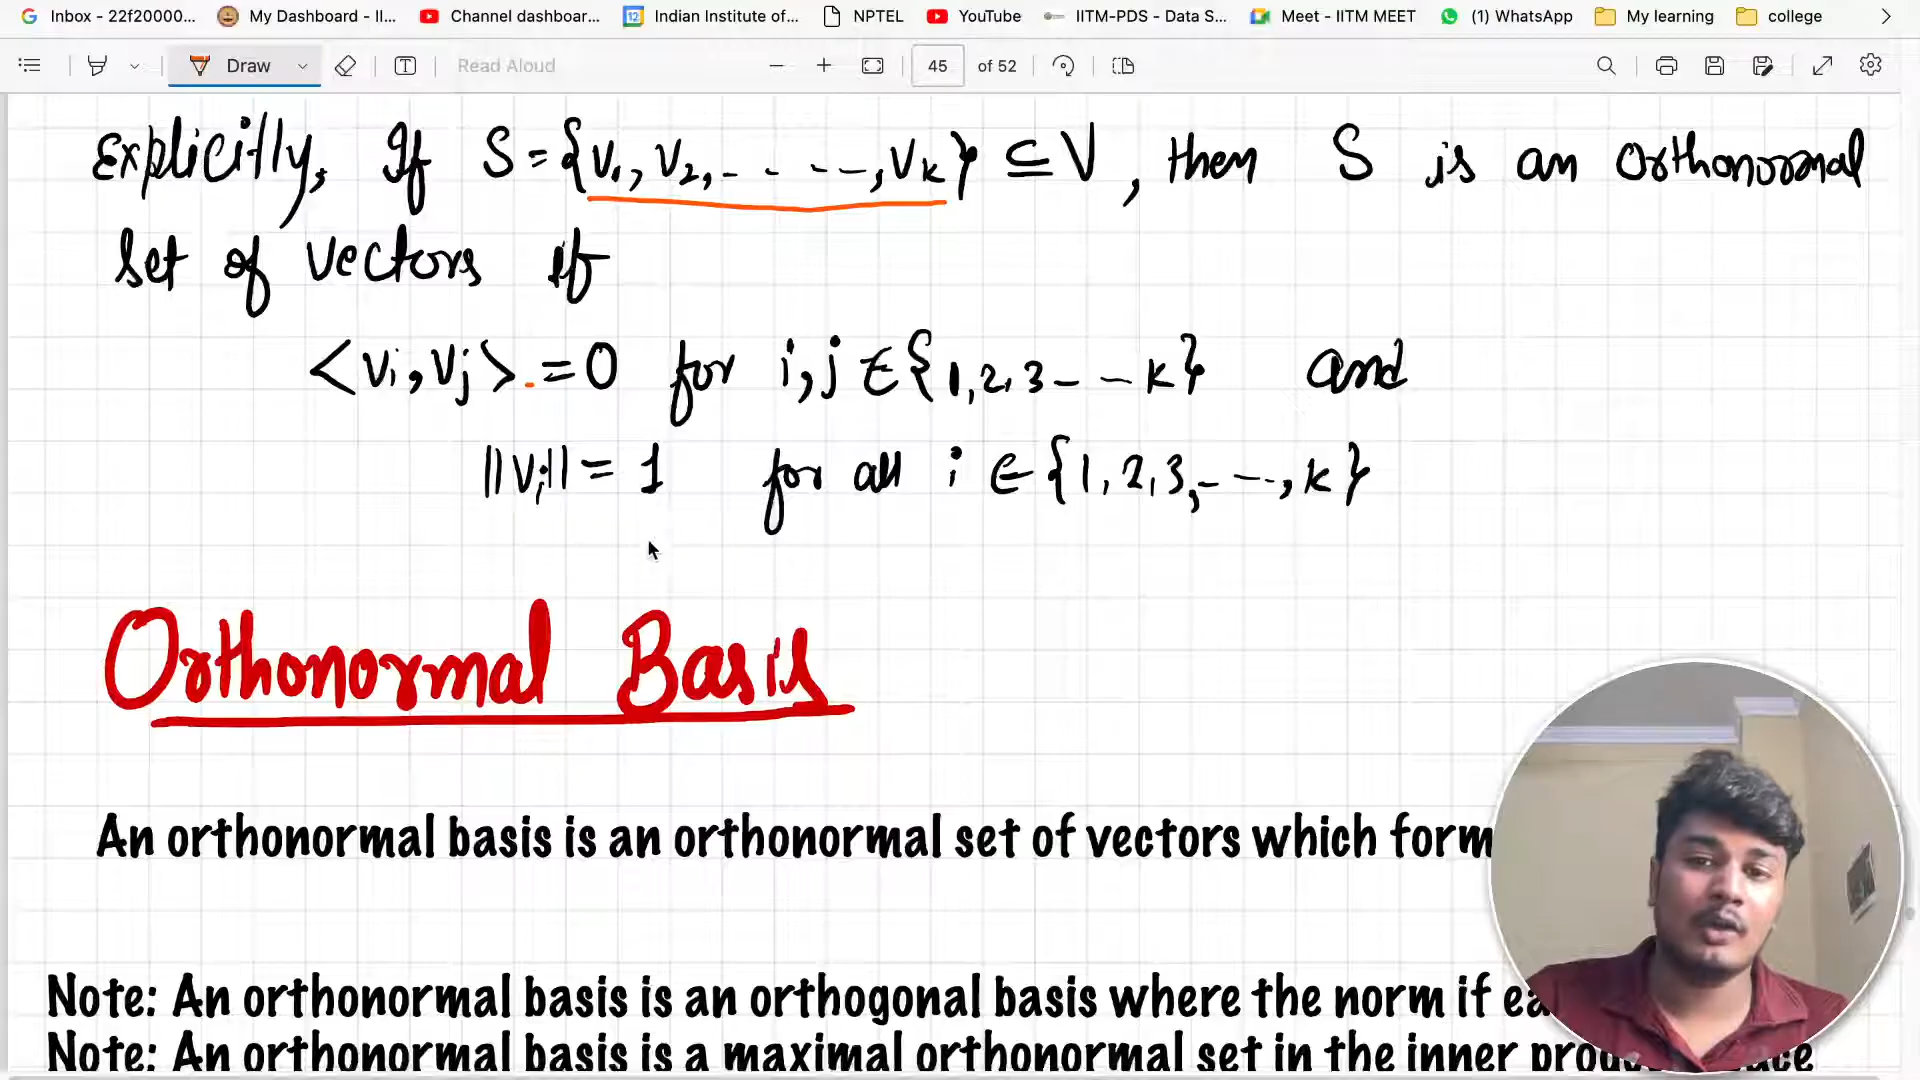 Inbox - 22f20000... My Dashboard - II... Channel dashboar... Indian Institute of... NPTEL YouTube IITM-PDS - Data S... Meet - IITM MEET (1) WhatsApp My learning college
Draw Read Aloud 45 of 52
Explicitly, If S = {v₁, v₂, - - - - -, vₖ} ⊆ V, then S is an Orthonormal
set of vectors if
<vᵢ, vⱼ> = 0 for i, j ∈ {1, 2, 3 - - k} and
||vᵢ|| = 1 for all i ∈ {1, 2, 3, - - .., k}
Orthonormal Basis
An orthonormal basis is an orthonormal set of vectors which form
Note: An orthonormal basis is an orthogonal basis where the norm if ea
Note: An orthonormal basis is a maximal orthonormal set in the inner